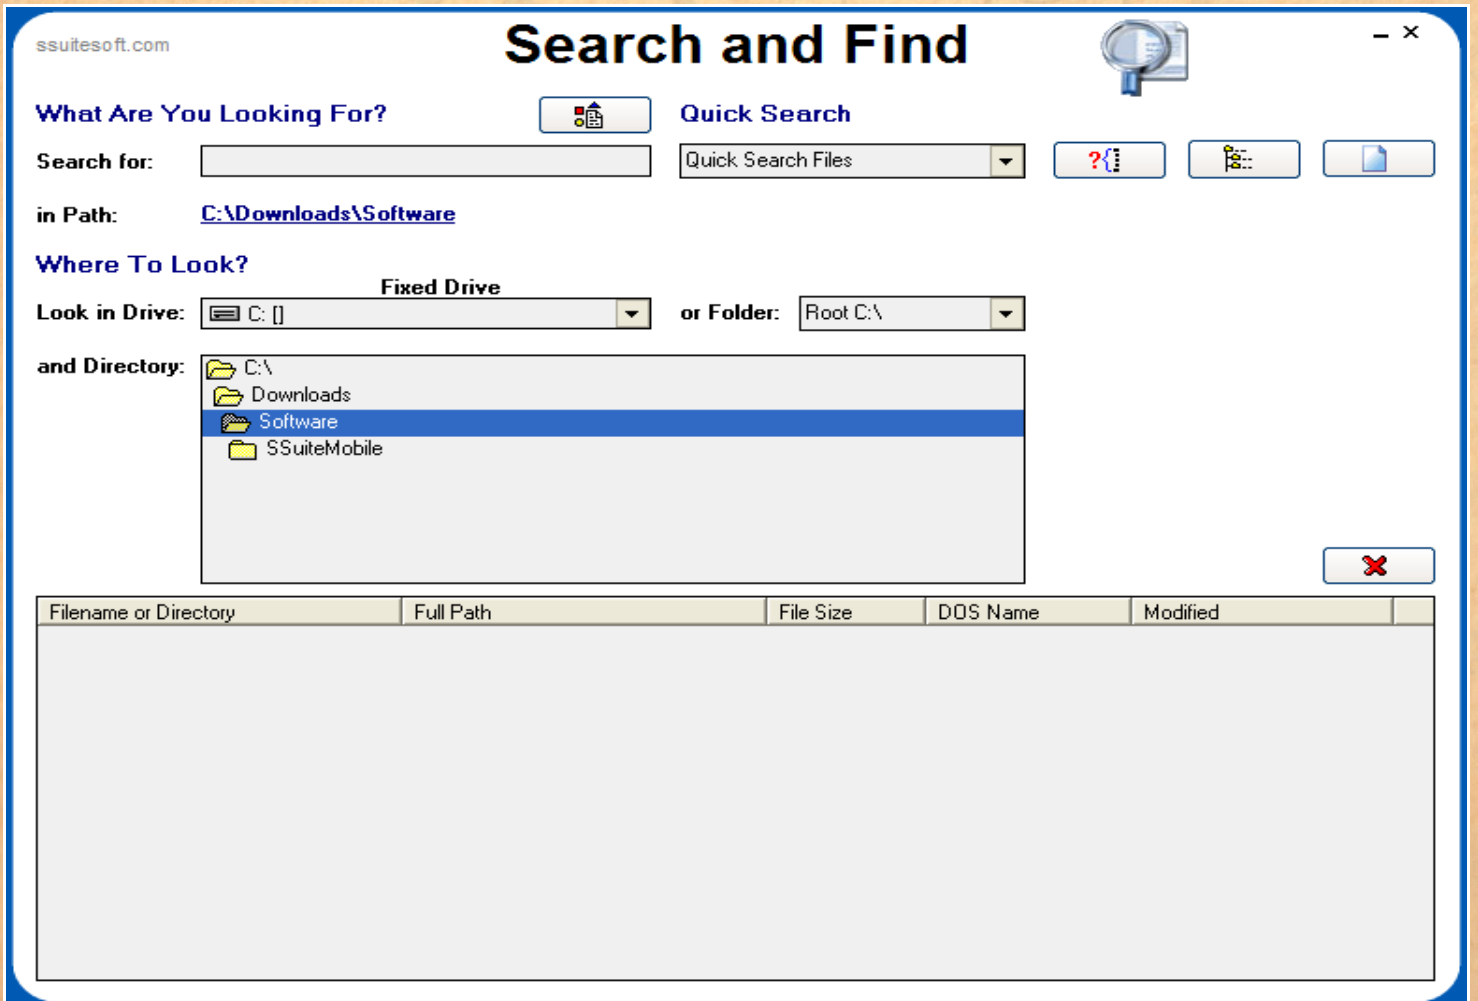 ssuitesoft.com
Search and Find
What Are You Looking For?
Quick Search
Search for:
Quick Search Files
?{
in Path:
C:\Downloads\Software
Where To Look?
Fixed Drive
Look in Drive:
C: []
or Folder:
Root C:\
and Directory:
C:\
Downloads
Software
SSuiteMobile
Filename or Directory
Full Path
File Size
DOS Name
Modified